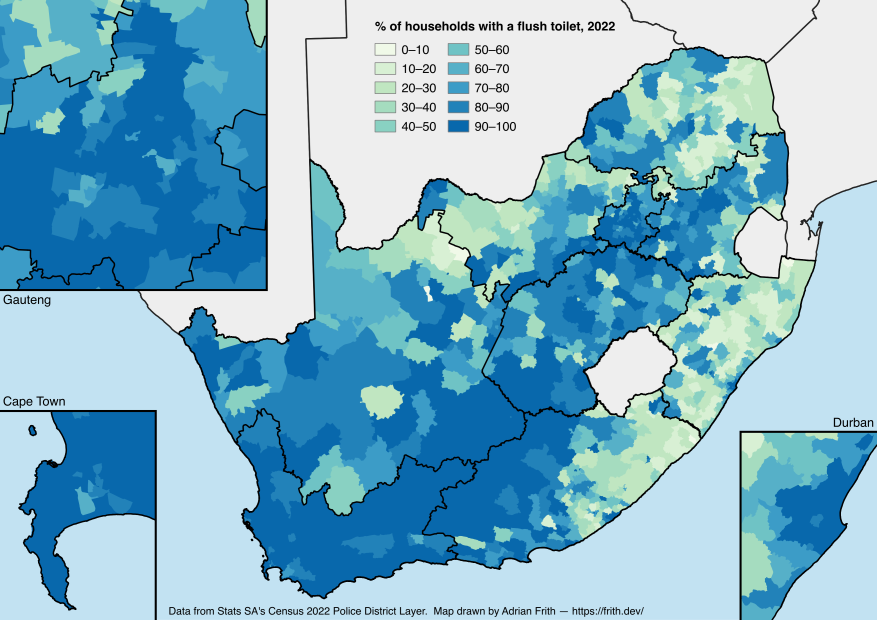 % of households with a flush toilet, 2022
0–10
10–20
20–30
30–40
40–50
50–60
60–70
70–80
80–90
90–100
Gauteng
Cape Town
Durban
Data from Stats SA's Census 2022 Police District Layer. Map drawn by Adrian Frith — https://frith.dev/